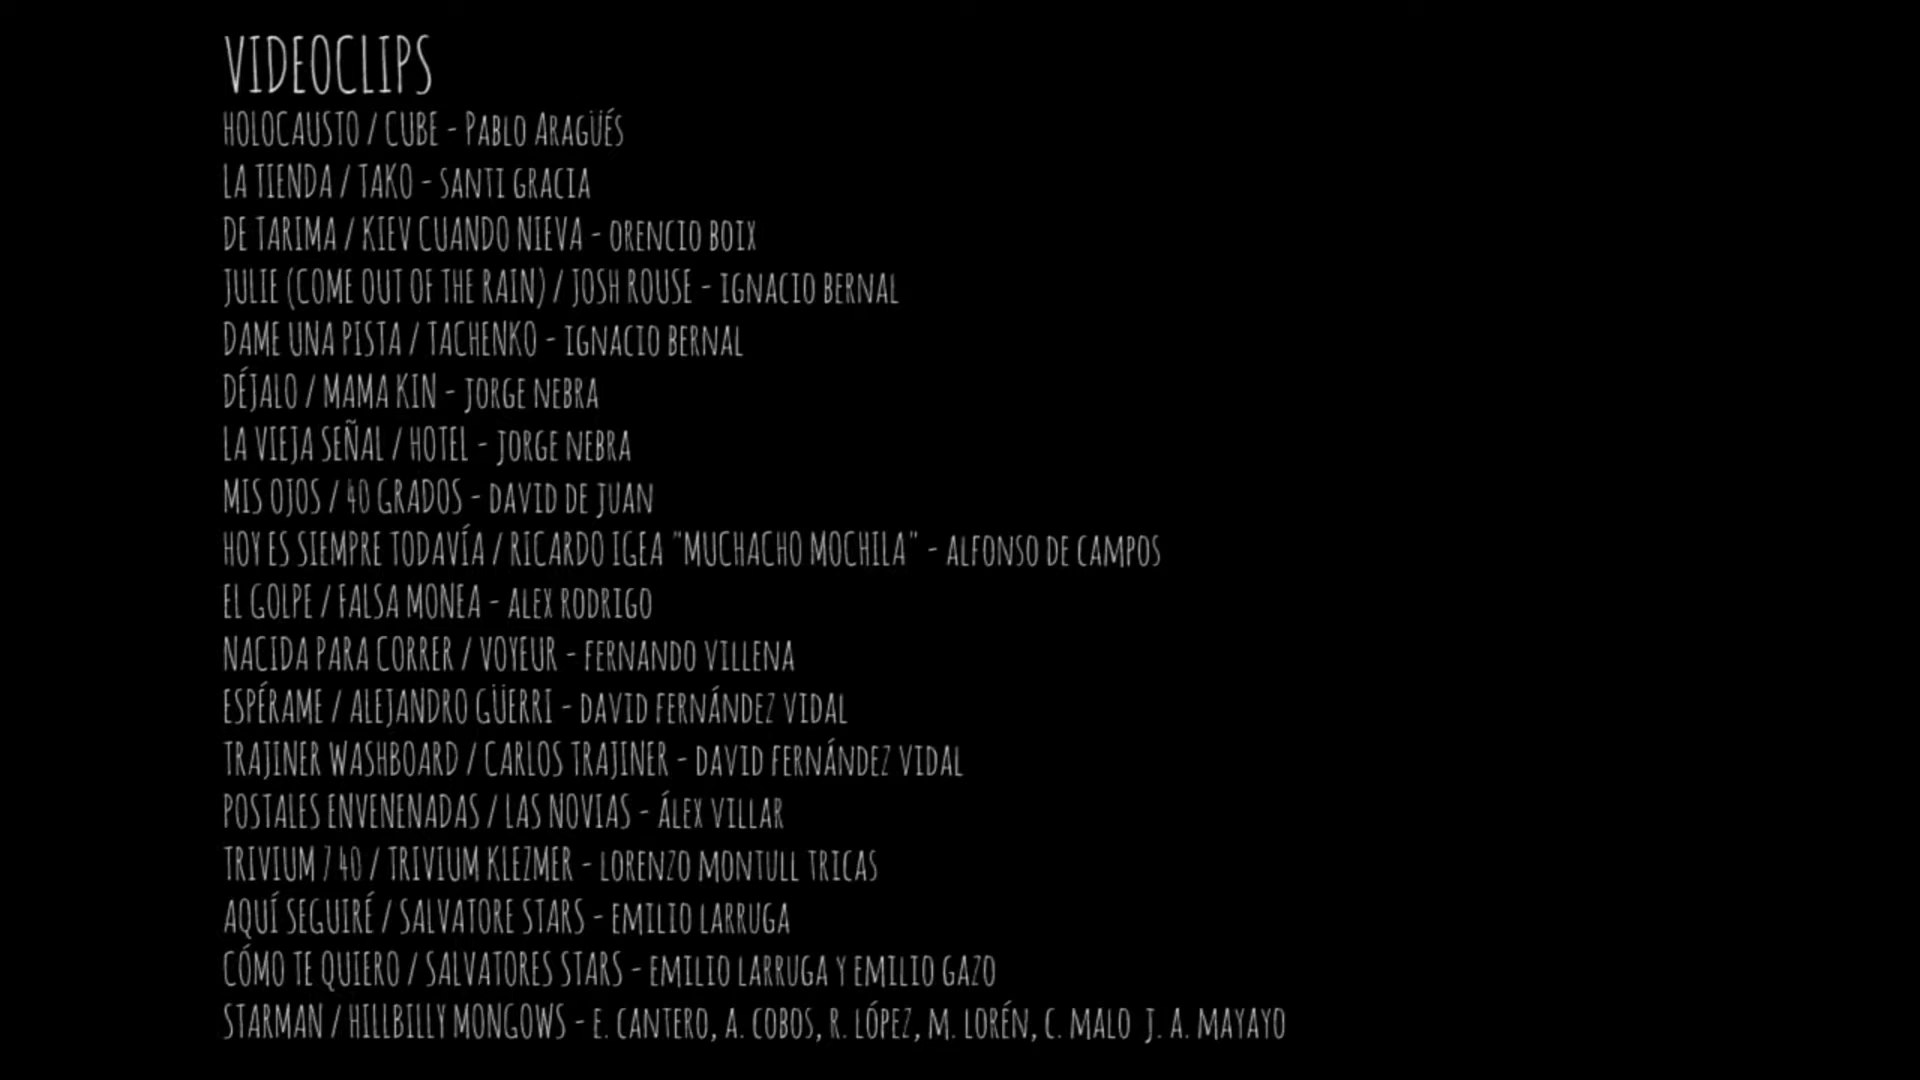 VIDEOCLIPS
HOLOCAUSTO / CUBE - PABLO ARAGÜÉS
LA TIENDA / TAKO - SANTI GRACIA
DE TARIMA / KIEV CUANDO NIEVA - ORENCIO BOIX
JULIE (COME OUT OF THE RAIN) / JOSH ROUSE - IGNACIO BERNAL
DAME UNA PISTA / TACHENKO - IGNACIO BERNAL
DÉJALO / MAMA KIN - JORGE NEBRA
LA VIEJA SEÑAL / HOTEL - JORGE NEBRA
MIS OJOS / 40 GRADOS - DAVID DE JUAN
HOY ES SIEMPRE TODAVÍA / RICARDO IGEA "MUCHACHO MOCHILA" - ALFONSO DE CAMPOS
EL GOLPE / FALSA MONEA - ALEX RODRIGO
NACIDA PARA CORRER / VOYEUR - FERNANDO VILLENA
ESPÉRAME / ALEJANDRO GÜERRI - DAVID FERNÁNDEZ VIDAL
TRAJINER WASHBOARD / CARLOS TRAJINER - DAVID FERNÁNDEZ VIDAL
POSTALES ENVENENADAS / LAS NOVIAS - ÁLEX VILLAR
TRIVIUM 7 40 / TRIVIUM KLEZMER - LORENZO MONTULL TRICAS
AQUÍ SEGUIRÉ / SALVATORE STARS - EMILIO LARRUGA
CÓMO TE QUIERO / SALVATORES STARS - EMILIO LARRUGA Y EMILIO GAZO
STARMAN / HILLBILLY MONGOWS - E. CANTERO, A. COBOS, R. LÓPEZ, M. LORÉN, C. MALO J. A. MAYAYO